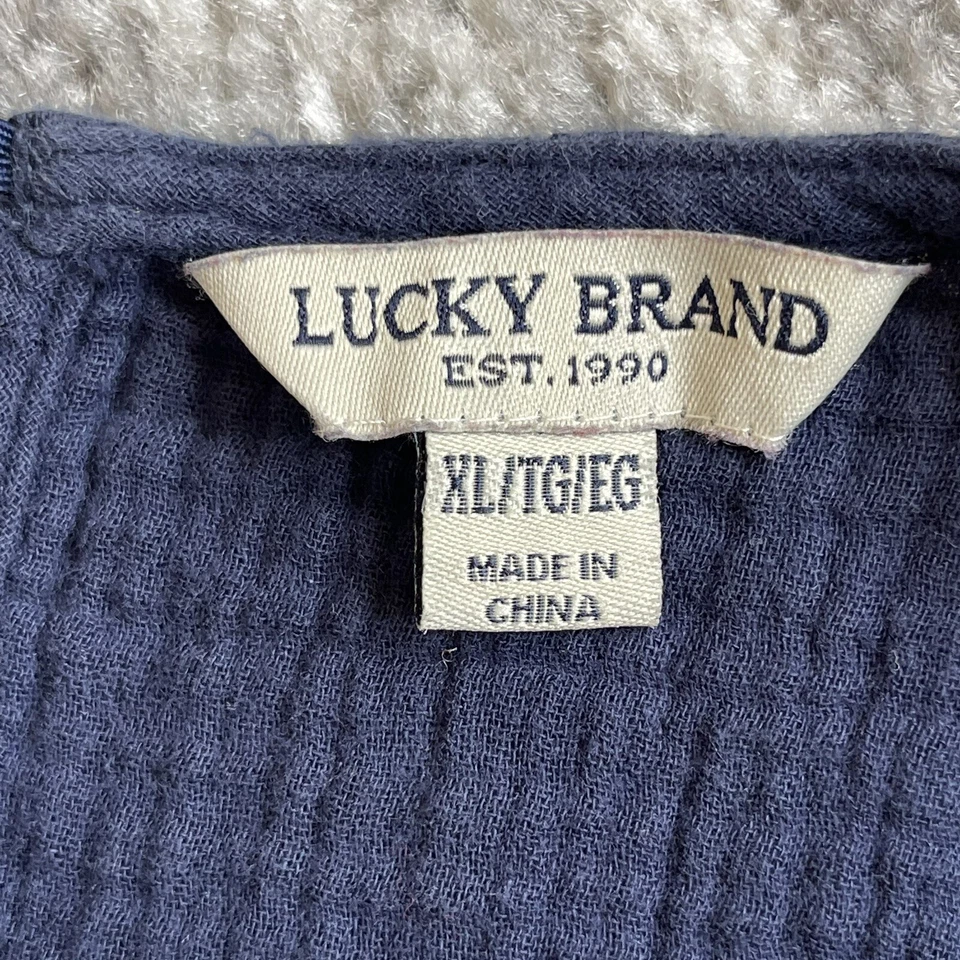 LUCKY BRAND
EST. 1990
XL/TG/EG
MADE IN
CHINA